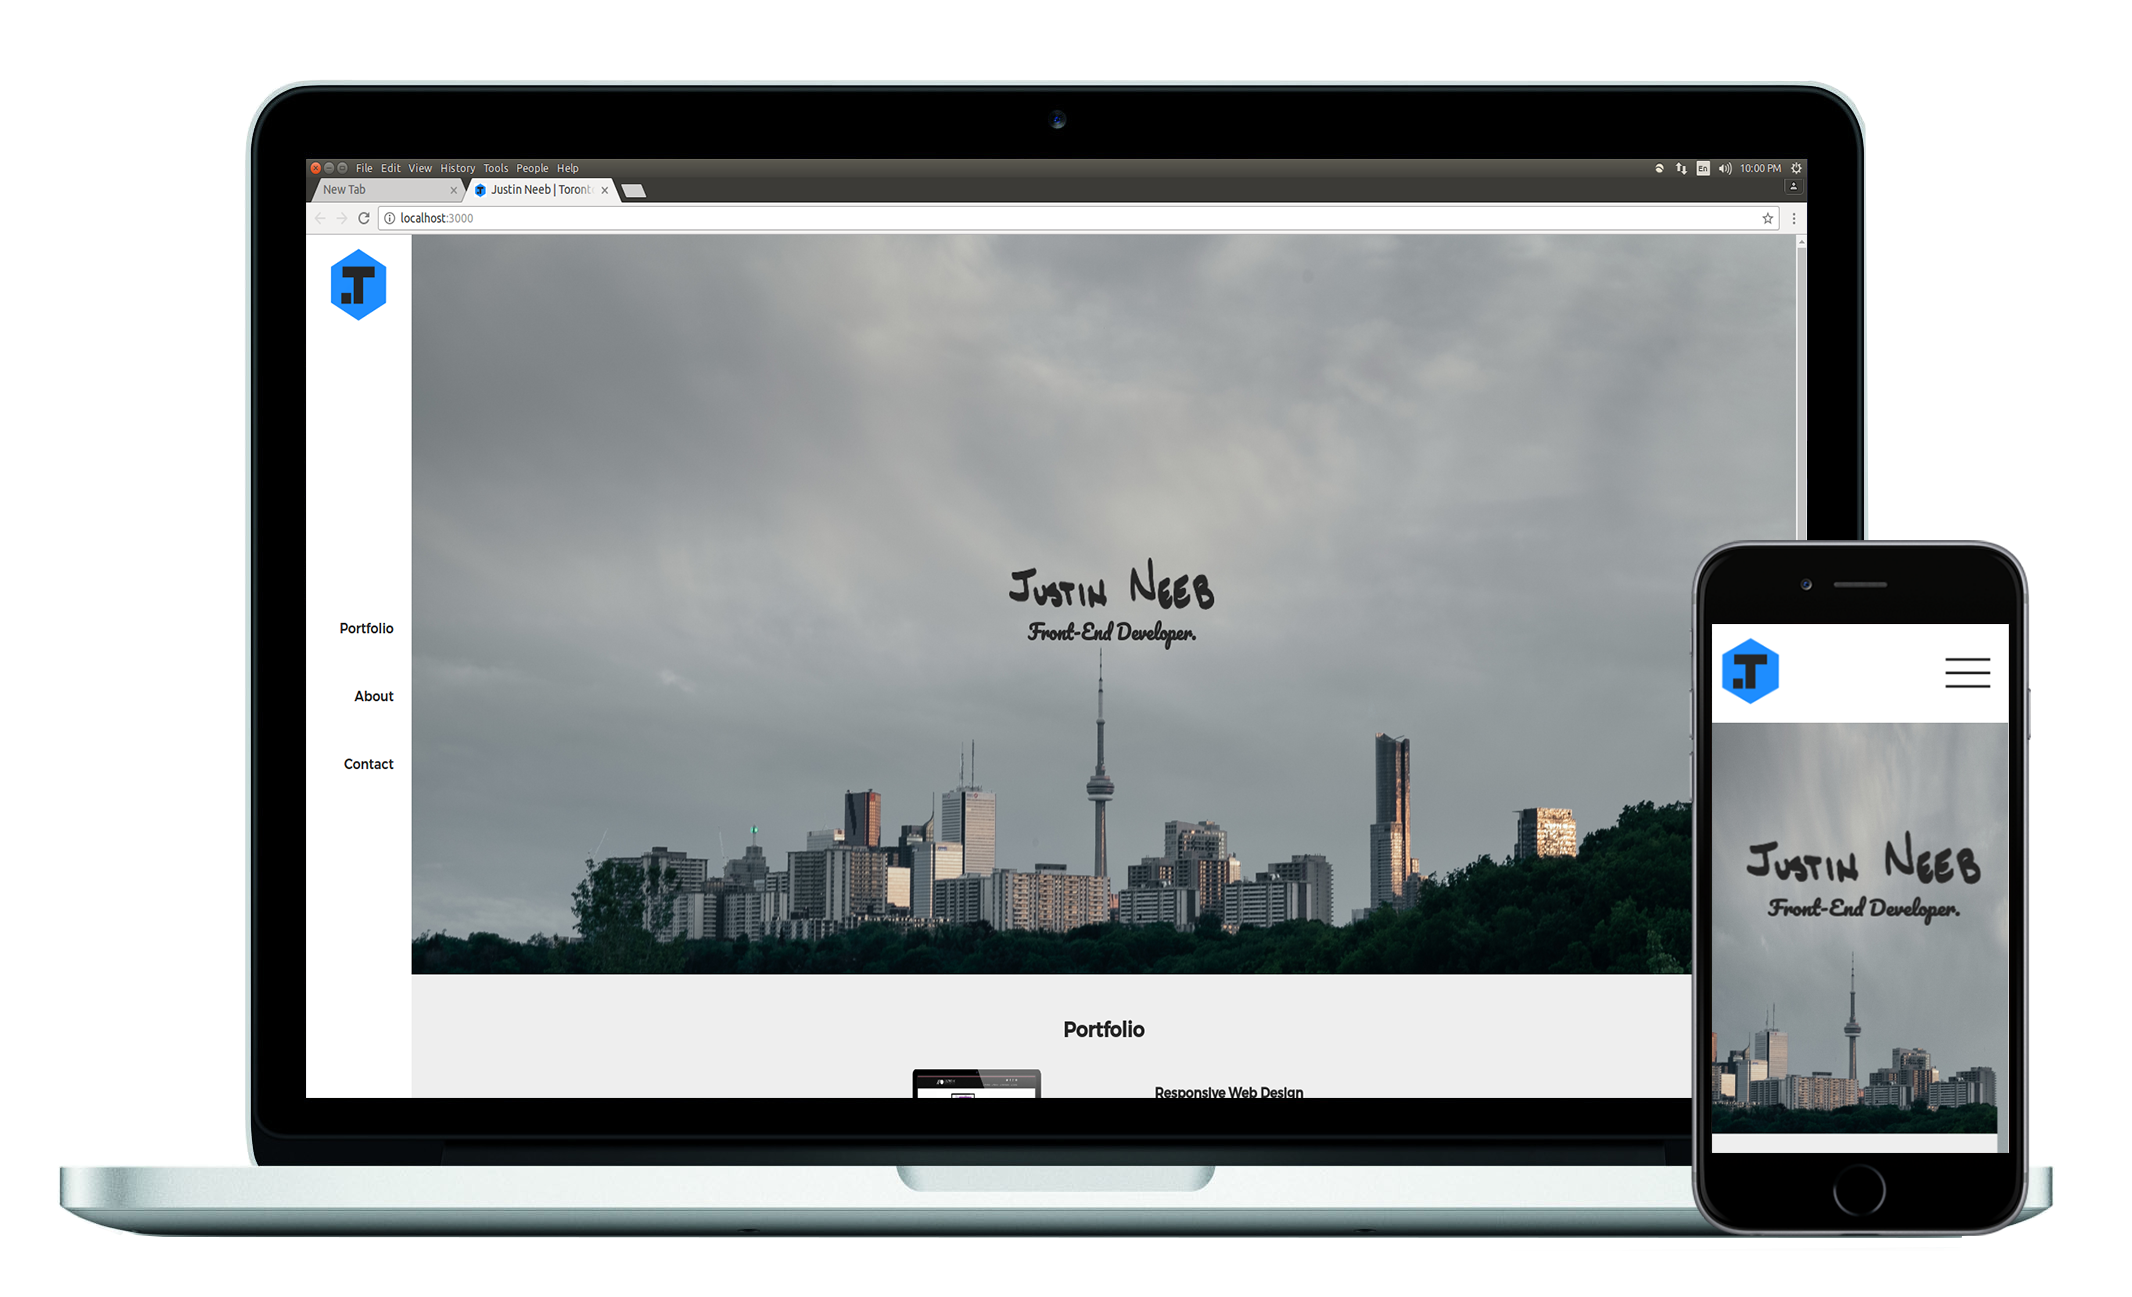 File Edit View History Tools People Help
En 10:00 PM
New Tab
Justin Neeb | Toront
localhost:3000
Justin Neeb
Front-End Developer.
Portfolio
About
Contact
Portfolio
Responsive Web Design
Justin Neeb
Front-End Developer.